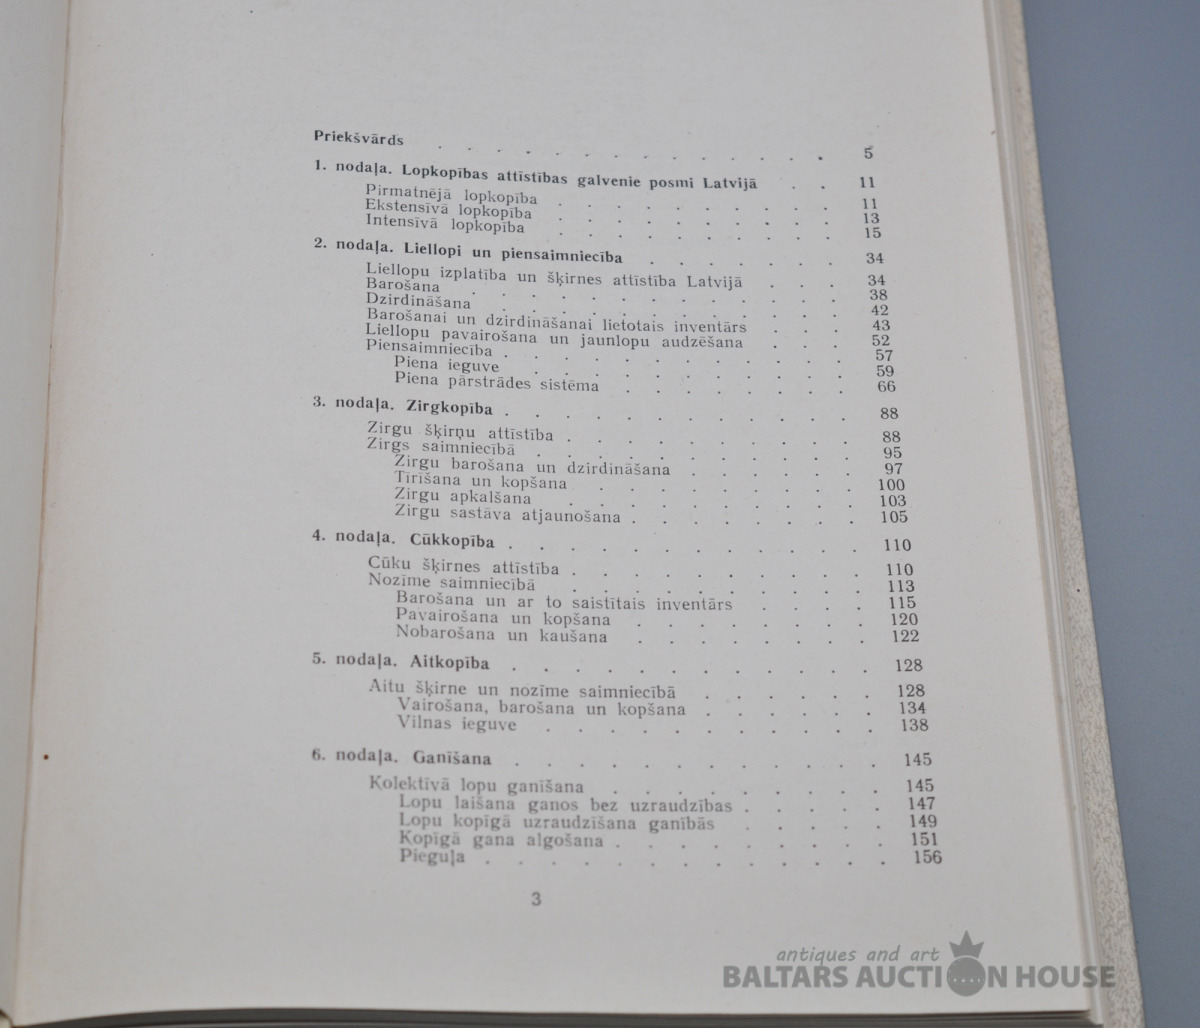 Priekšvārds . . . . . . . . . . . . . 5
1. nodaļa. Lopkopības attīstības galvenie posmi Latvijā . . 11
Pirmatnējā lopkopība . . . . . . . . . . 11
Ekstensīvā lopkopība . . . . . . . . . . 13
Intensīvā lopkopība . . . . . . . . . . 15
2. nodaļa. Liellopi un piensaimniecība . . . . . . . 34
Liellopu izplatība un šķirnes attīstība Latvijā . . . 34
Barošana . . . . . . . . . . . . 38
Dzirdināšana . . . . . . . . . . . . 42
Barošanai un dzirdināšanai lietotais inventārs . . . 43
Liellopu pavairošana un jaunlopu audzēšana . . . 52
Piensaimniecība . . . . . . . . . . . 57
Piena ieguve . . . . . . . . . . . 59
Piena pārstrādes sistēma . . . . . . . . 66
3. nodaļa. Zirgkopība . . . . . . . . . . . 88
Zirgu šķirņu attīstība . . . . . . . . . 88
Zirgs saimniecībā . . . . . . . . . . 95
Zirgu barošana un dzirdināšana . . . . . . 97
Tīrīšana un kopšana . . . . . . . . . 100
Zirgu apkalšana . . . . . . . . . . 103
Zirgu sastāva atjaunošana . . . . . . . . 105
4. nodaļa. Cūkkopība . . . . . . . . . . . 110
Cūku šķirnes attīstība . . . . . . . . . 110
Nozīme saimniecībā . . . . . . . . . . 113
Barošana un ar to saistītais inventārs . . . . 115
Pavairošana un kopšana . . . . . . . . 120
Nobarošana un kaušana . . . . . . . . 122
5. nodaļa. Aitkopība . . . . . . . . . . . 128
Aitu šķirne un nozīme saimniecībā . . . . . . 128
Vairošana, barošana un kopšana . . . . . . 134
Vilnas ieguve . . . . . . . . . . . 138
6. nodaļa. Ganīšana . . . . . . . . . . . 145
Kolektīvā lopu ganīšana . . . . . . . . 145
Lopu laišana ganos bez uzraudzības . . . . . 147
Lopu kopīgā uzraudzīšana ganībās . . . . . 149
Kopīgā gana algošana . . . . . . . . . 151
Pieguļa . . . . . . . . . . . . . 156
3
antiques and art
BALTARS AUCTION HOUSE